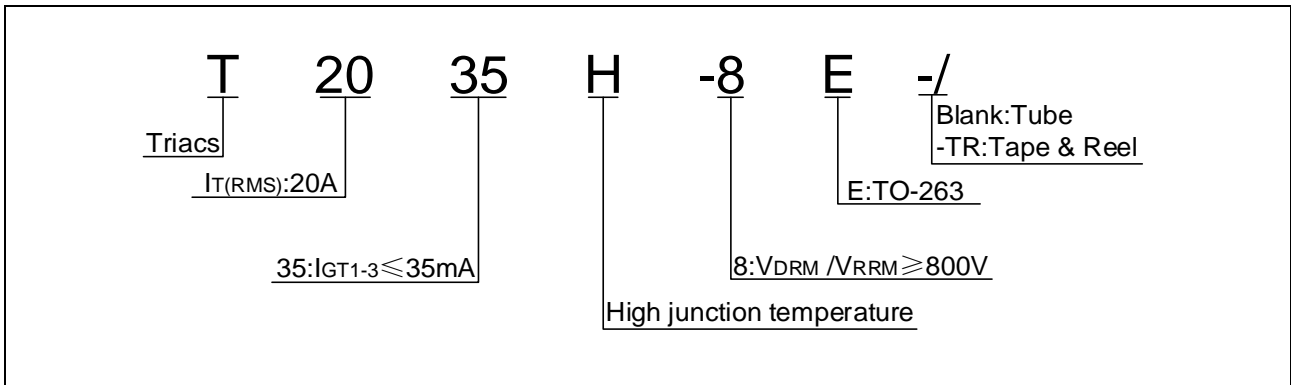 T 20 35 H -8 E -/
Blank:Tube
Triacs
-TR:Tape & Reel
IT(RMS):20A
E:TO-263
35:IGT1-3≤35mA
8:VDRM /VRRM≥800V
High junction temperature